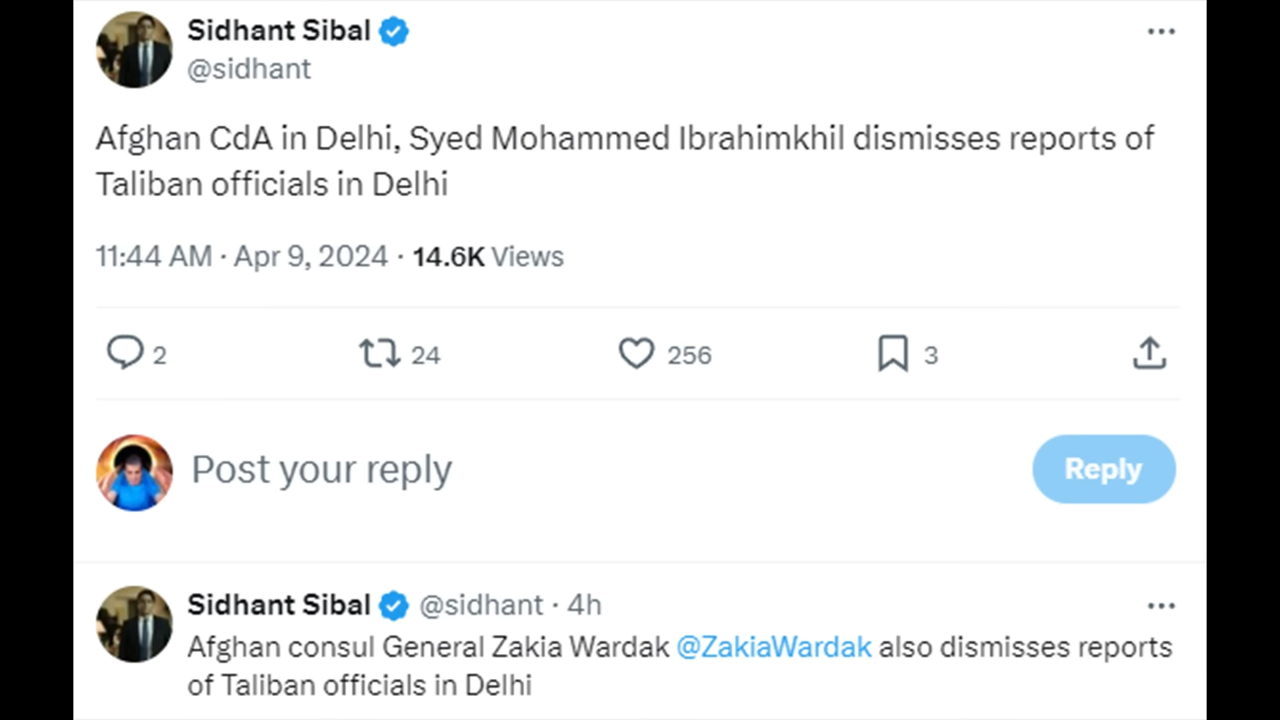 Sidhant Sibal
@sidhant
Afghan CdA in Delhi, Syed Mohammed Ibrahimkhil dismisses reports of
Taliban officials in Delhi
11:44 AM · Apr 9, 2024 · 14.6K Views
2 24 256 3
Post your reply
Reply
Sidhant Sibal @sidhant · 4h
Afghan consul General Zakia Wardak @ZakiaWardak also dismisses reports
of Taliban officials in Delhi